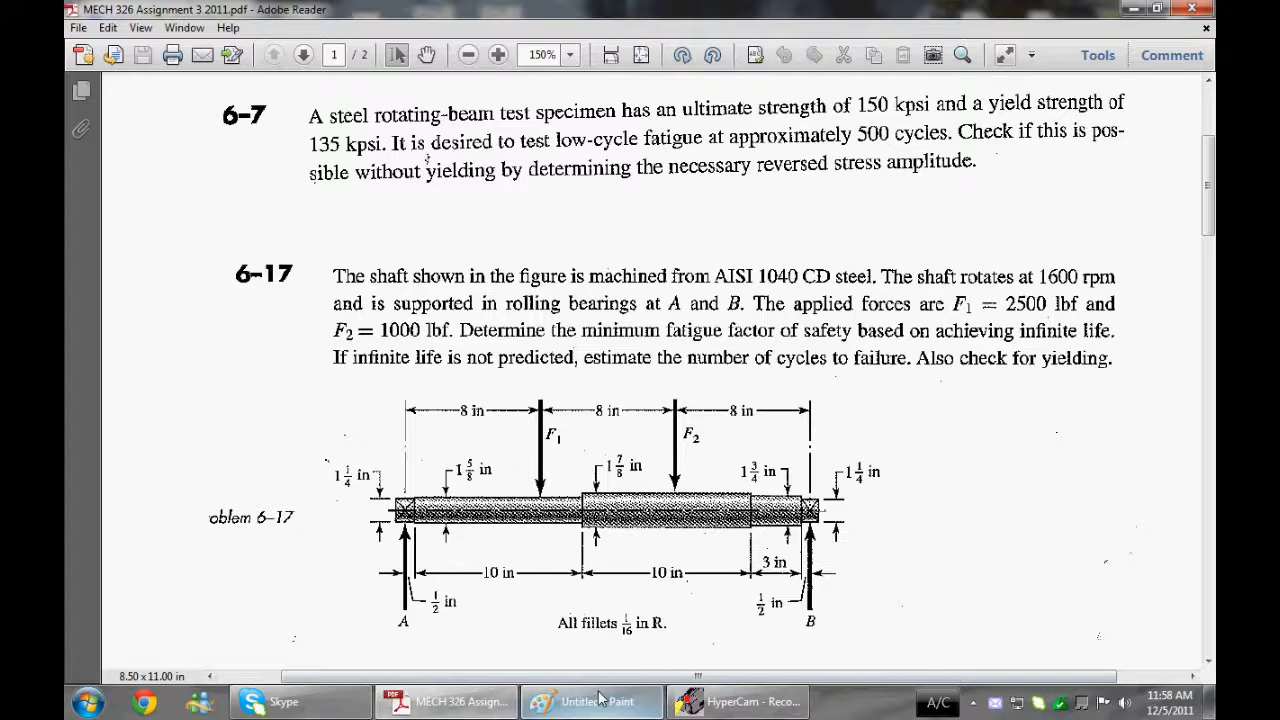 MECH 326 Assignment 3 2011.pdf - Adobe Reader
File Edit View Window Help
1 / 2 150% Tools Comment
6–7 A steel rotating-beam test specimen has an ultimate strength of 150 kpsi and a yield strength of
135 kpsi. It is desired to test low-cycle fatigue at approximately 500 cycles. Check if this is pos-
sible without yielding by determining the necessary reversed stress amplitude.
6–17 The shaft shown in the figure is machined from AISI 1040 CD steel. The shaft rotates at 1600 rpm
and is supported in rolling bearings at A and B. The applied forces are F₁ = 2500 lbf and
F₂ = 1000 lbf. Determine the minimum fatigue factor of safety based on achieving infinite life.
If infinite life is not predicted, estimate the number of cycles to failure. Also check for yielding.
8 in 8 in 8 in
F₁ F₂
1 1/4 in 1 5/8 in 1 7/8 in 1 3/4 in 1 1/4 in
oblem 6–17
10 in 10 in 3 in
1/2 in 1/2 in
A All fillets 1/16 in R. B
8.50 x 11.00 in
Skype MECH 326 Assign... Untitled - Paint HyperCam - Reco... A/C 11:58 AM
12/5/2011